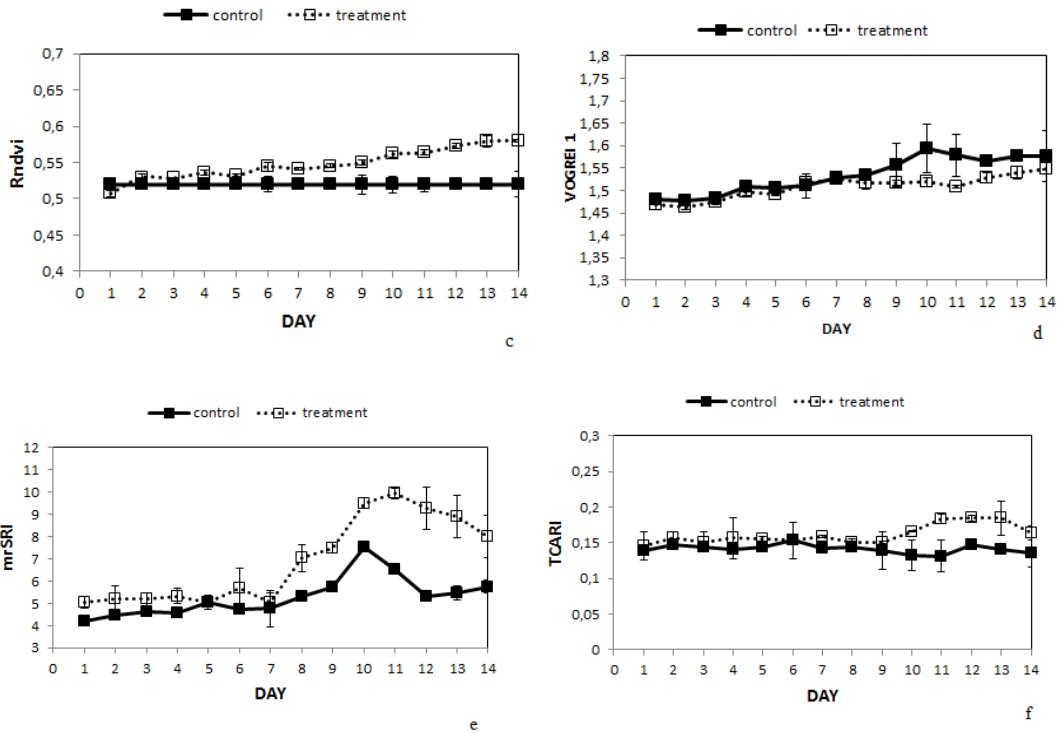 control treatment
Rndvi
0,7
0,6
0,55
0,5
0,4
0 1 2 3 4 5 6 7 8 9 10 11 12 13 14
DAY
c
control treatment
VOGREI 1
1,8
1,75
1,7
1,65
1,6
1,55
1,5
1,45
1,4
1,35
1,3
0 1 2 3 4 5 6 7 8 9 10 11 12 13 14
DAY
d
control treatment
mrSRI
12
11
10
9
8
7
6
5
4
3
0 1 2 3 4 5 6 7 8 9 10 11 12 13 14
DAY
e
control treatment
TCARI
0,3
0,2
0,15
0,1
0,05
0
0 1 2 3 4 5 6 7 8 9 10 11 12 13 14
DAY
f